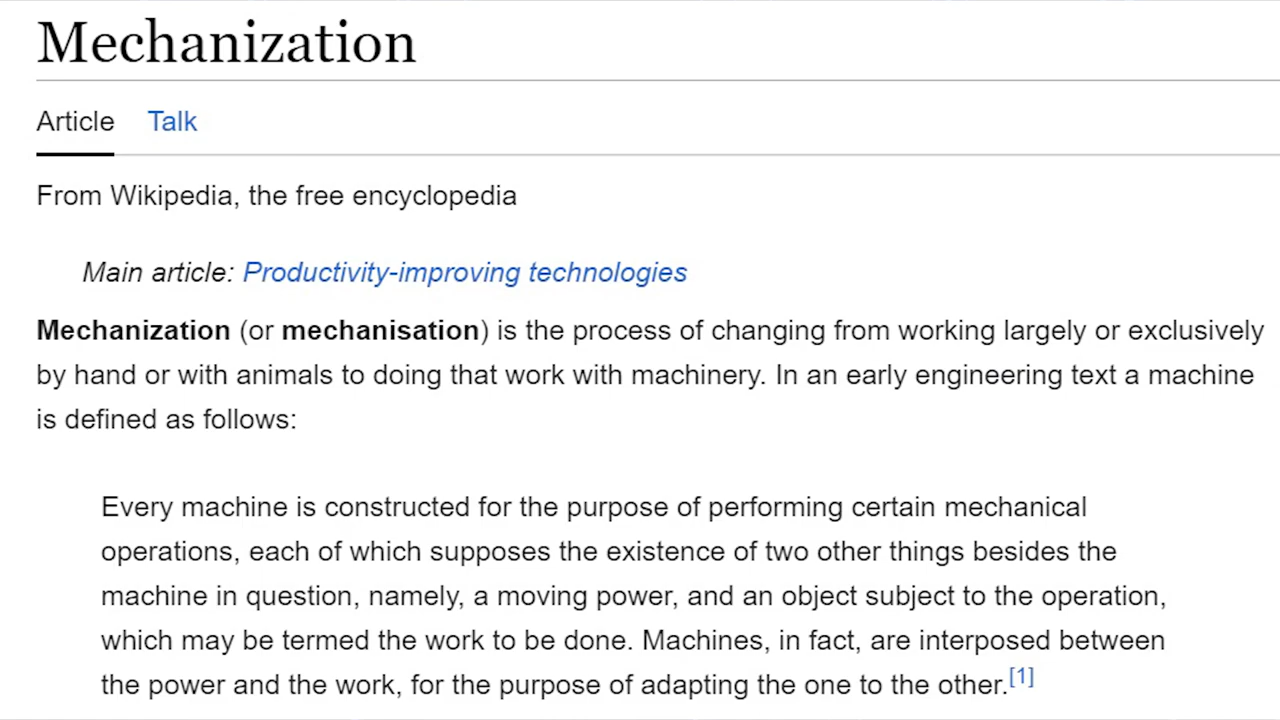 Mechanization
Article Talk
From Wikipedia, the free encyclopedia
Main article: Productivity-improving technologies
Mechanization (or mechanisation) is the process of changing from working largely or exclusively
by hand or with animals to doing that work with machinery. In an early engineering text a machine
is defined as follows:
Every machine is constructed for the purpose of performing certain mechanical
operations, each of which supposes the existence of two other things besides the
machine in question, namely, a moving power, and an object subject to the operation,
which may be termed the work to be done. Machines, in fact, are interposed between
the power and the work, for the purpose of adapting the one to the other.[1]